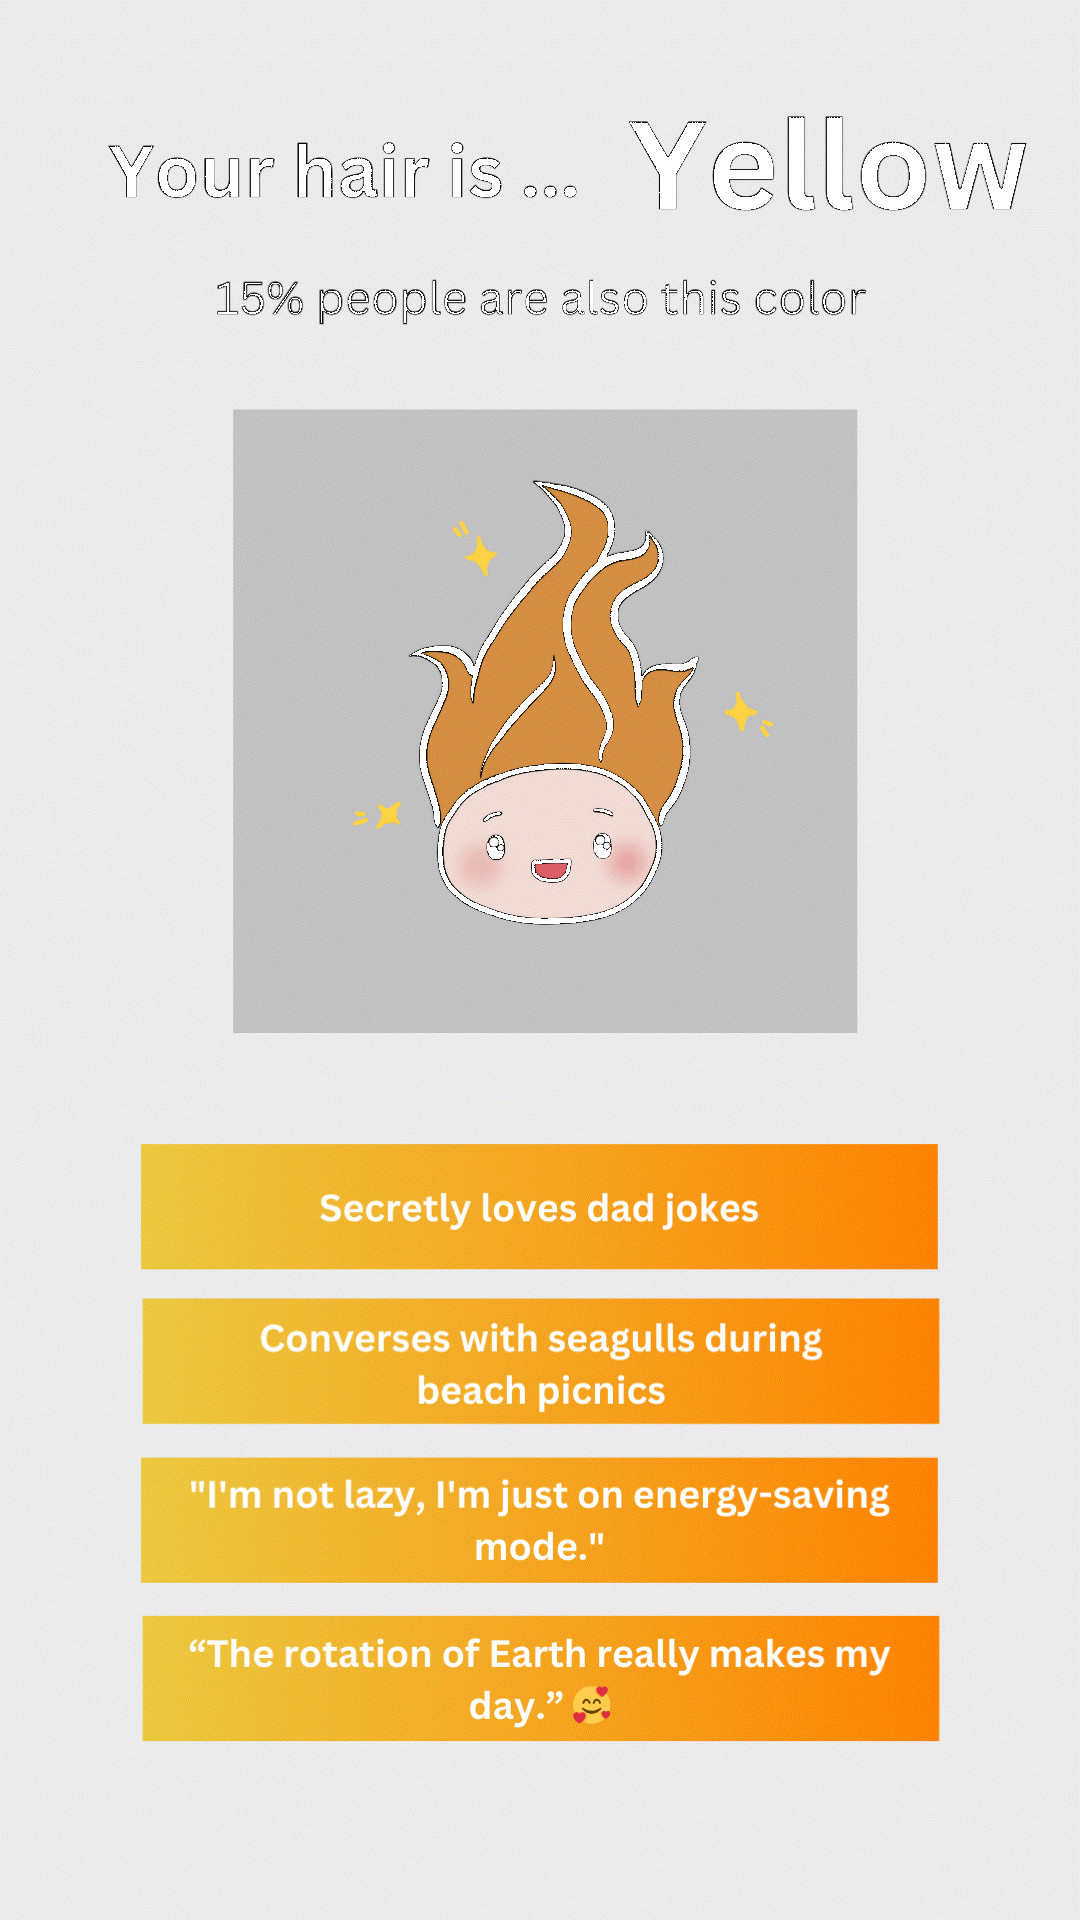 Your hair is ... Yellow
15% people are also this color
Secretly loves dad jokes
Converses with seagulls during
beach picnics
"I'm not lazy, I'm just on energy-saving
mode."
“The rotation of Earth really makes my
day.” 🥰